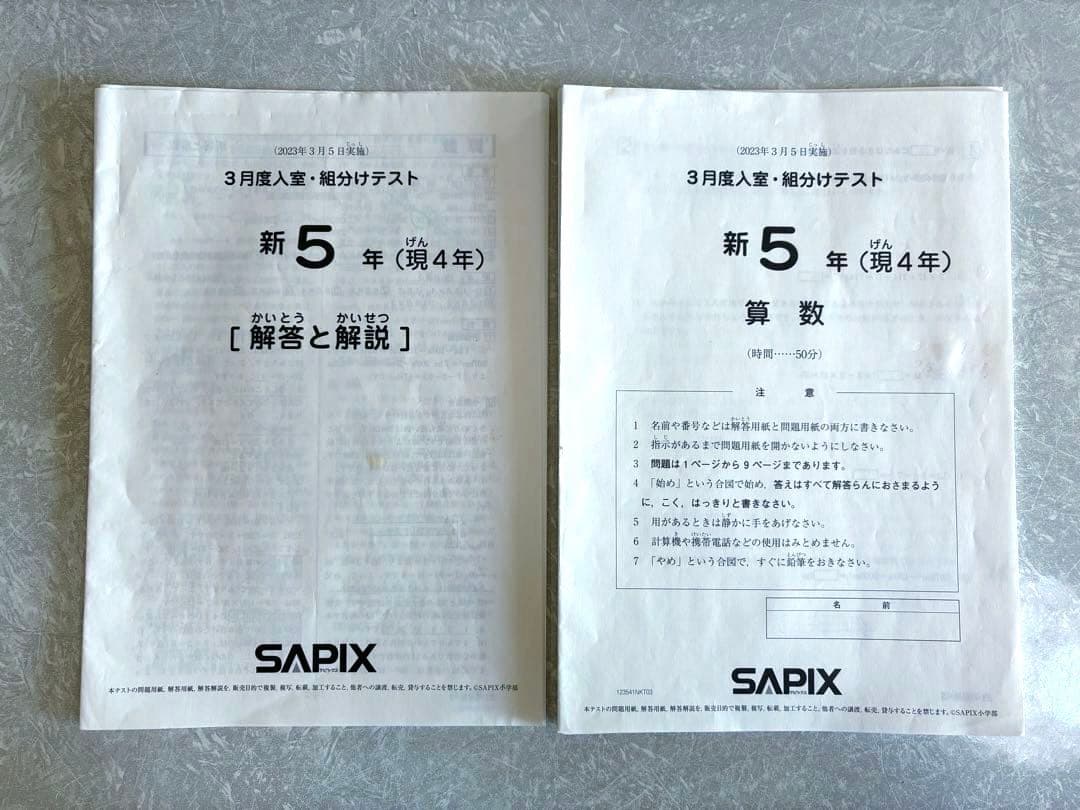 （2023年3月5日実施）
3月度入室・組分けテスト
新5年（現4年）
［解答と解説］
SAPIX
サピックス
本テストの問題用紙，解答用紙，解答解説を，販売目的で複製，複写，転載，加工すること，他者への譲渡，転売，貸与することを禁じます。©SAPIX小学部
（2023年3月5日実施）
3月度入室・組分けテスト
新5年（現4年）
算数
（時間……50分）
注意
1 名前や番号などは解答用紙と問題用紙の両方に書きなさい。
2 指示があるまで問題用紙を開かないようにしなさい。
3 問題は1ページから9ページまであります。
4 「始め」という合図で始め，答えはすべて解答らんにおさまるよう
に，こく，はっきりと書きなさい。
5 用があるときは静かに手をあげなさい。
6 計算機や携帯電話などの使用はみとめません。
7 「やめ」という合図で，すぐに鉛筆をおきなさい。
名前
SAPIX
サピックス
123541NKT03
本テストの問題用紙，解答用紙，解答解説を，販売目的で複製，複写，転載，加工すること，他者への譲渡，転売，貸与することを禁じます。©SAPIX小学部